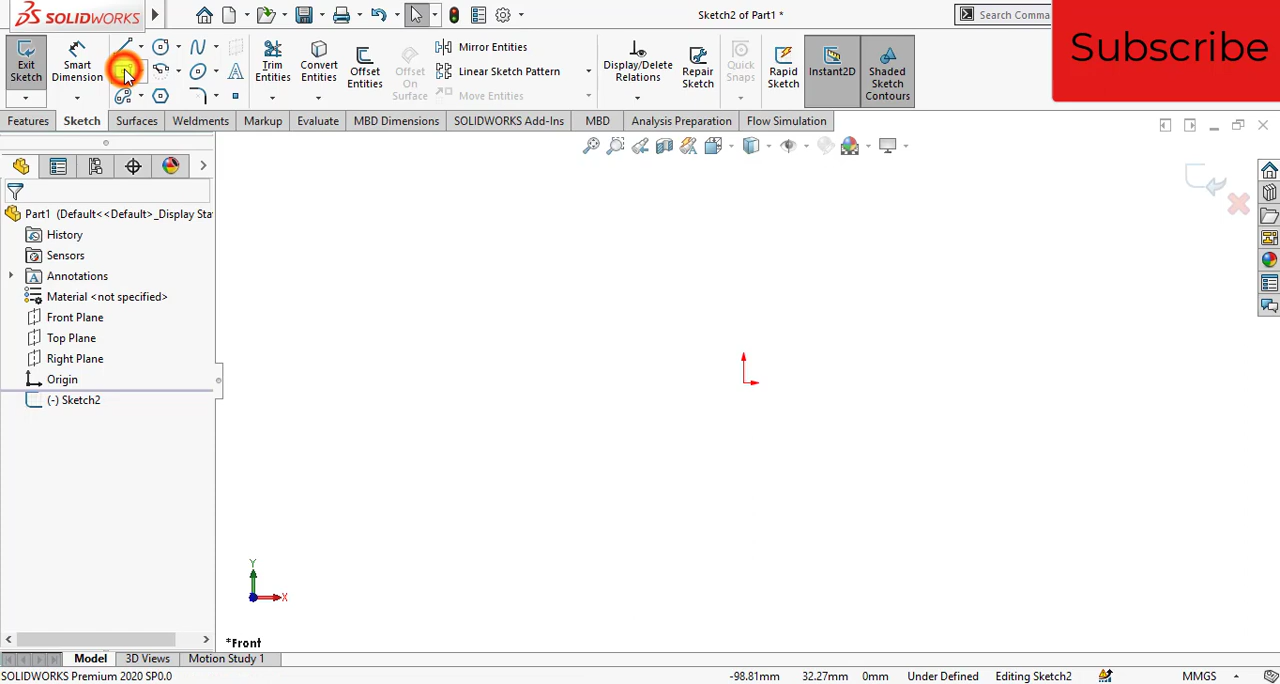 SOLIDWORKS
Sketch2 of Part1 *
Search Comma
Subscribe
Exit Sketch
Smart Dimension
Trim Entities
Convert Entities
Offset Entities
Offset On Surface
Mirror Entities
Linear Sketch Pattern
Move Entities
Display/Delete Relations
Repair Sketch
Quick Snaps
Rapid Sketch
Instant2D
Shaded Sketch Contours
Features
Sketch
Surfaces
Weldments
Markup
Evaluate
MBD Dimensions
SOLIDWORKS Add-Ins
MBD
Analysis Preparation
Flow Simulation
Part1 (Default<<Default>_Display Sta
History
Sensors
Annotations
Material <not specified>
Front Plane
Top Plane
Right Plane
Origin
(-) Sketch2
Y
X
*Front
Model
3D Views
Motion Study 1
SOLIDWORKS Premium 2020 SP0.0
-98.81mm
32.27mm
0mm
Under Defined
Editing Sketch2
MMGS